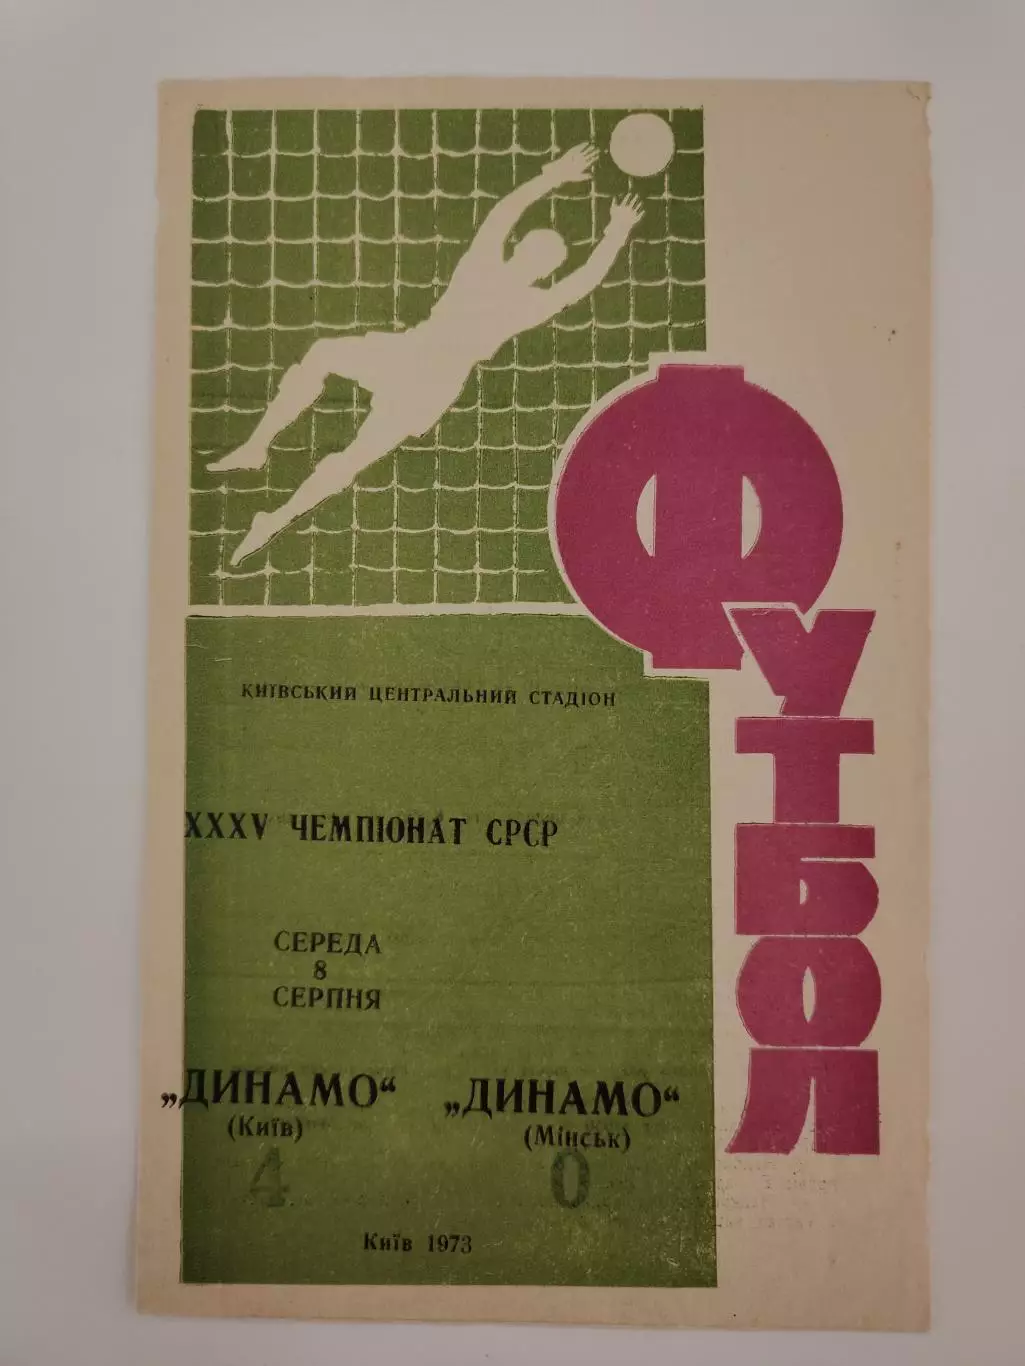 ФУТБОЛ
КИЇВСЬКИЙ ЦЕНТРАЛЬНИЙ СТАДІОН
XXXV ЧЕМПІОНАТ СРСР
СЕРЕДА
8
СЕРПНЯ
„ДИНАМО“ „ДИНАМО“
(Київ) (Мінськ)
4 0
Київ 1973